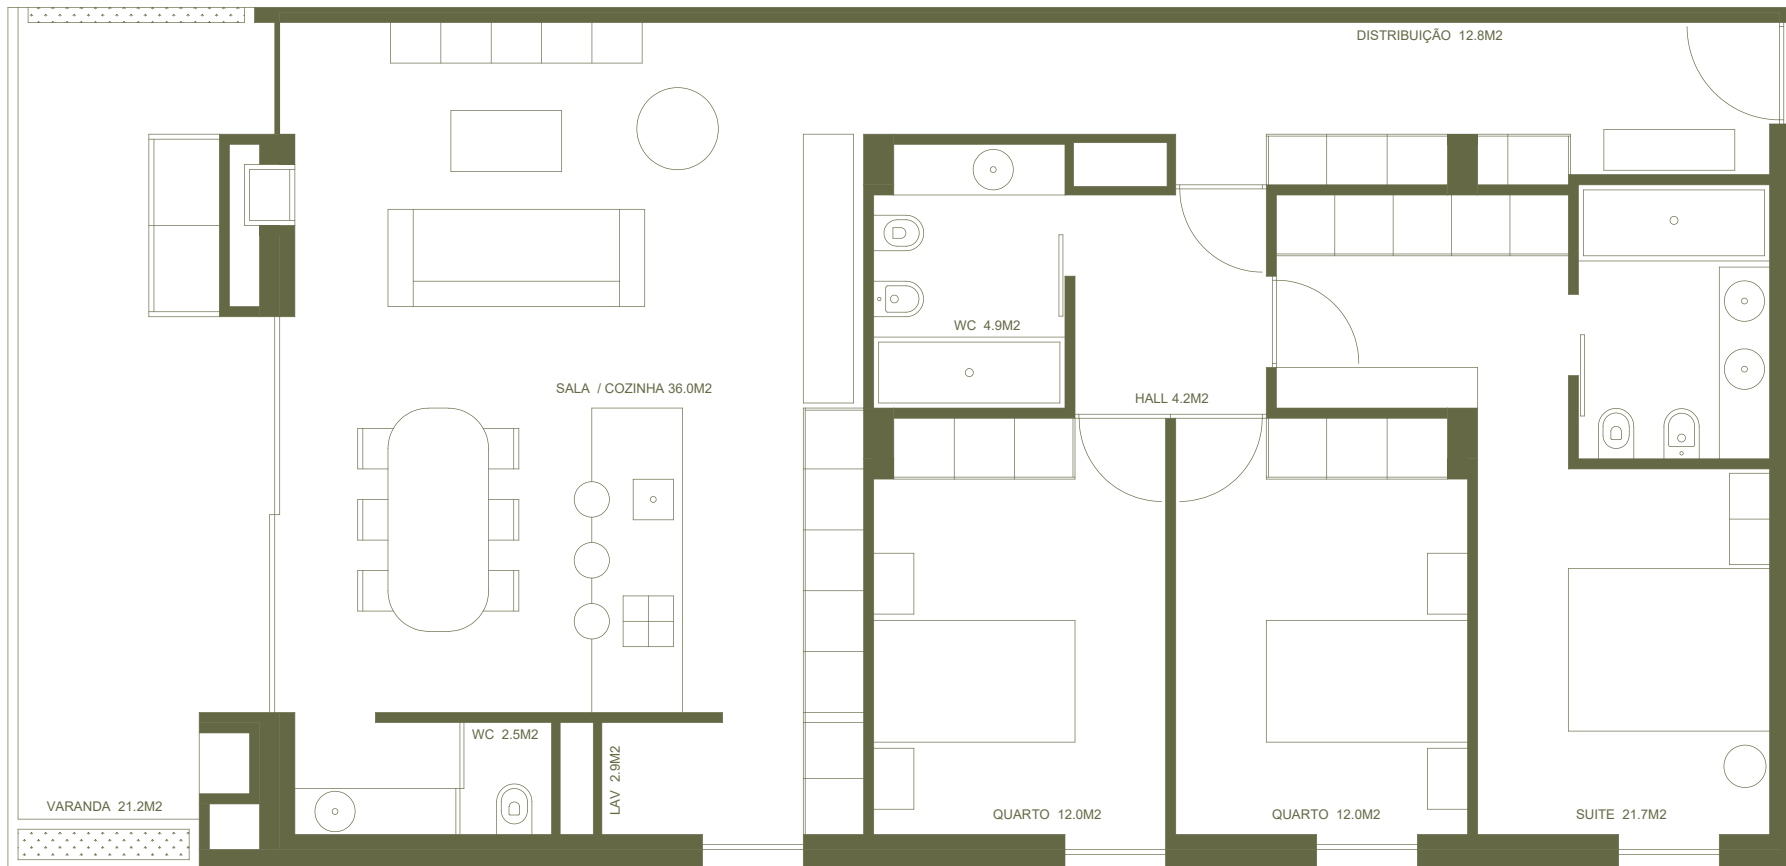 DISTRIBUIÇÃO 12.8M2
WC 4.9M2
SALA / COZINHA 36.0M2
HALL 4.2M2
WC 2.5M2
LAV 2.9M2
VARANDA 21.2M2
QUARTO 12.0M2
QUARTO 12.0M2
SUITE 21.7M2